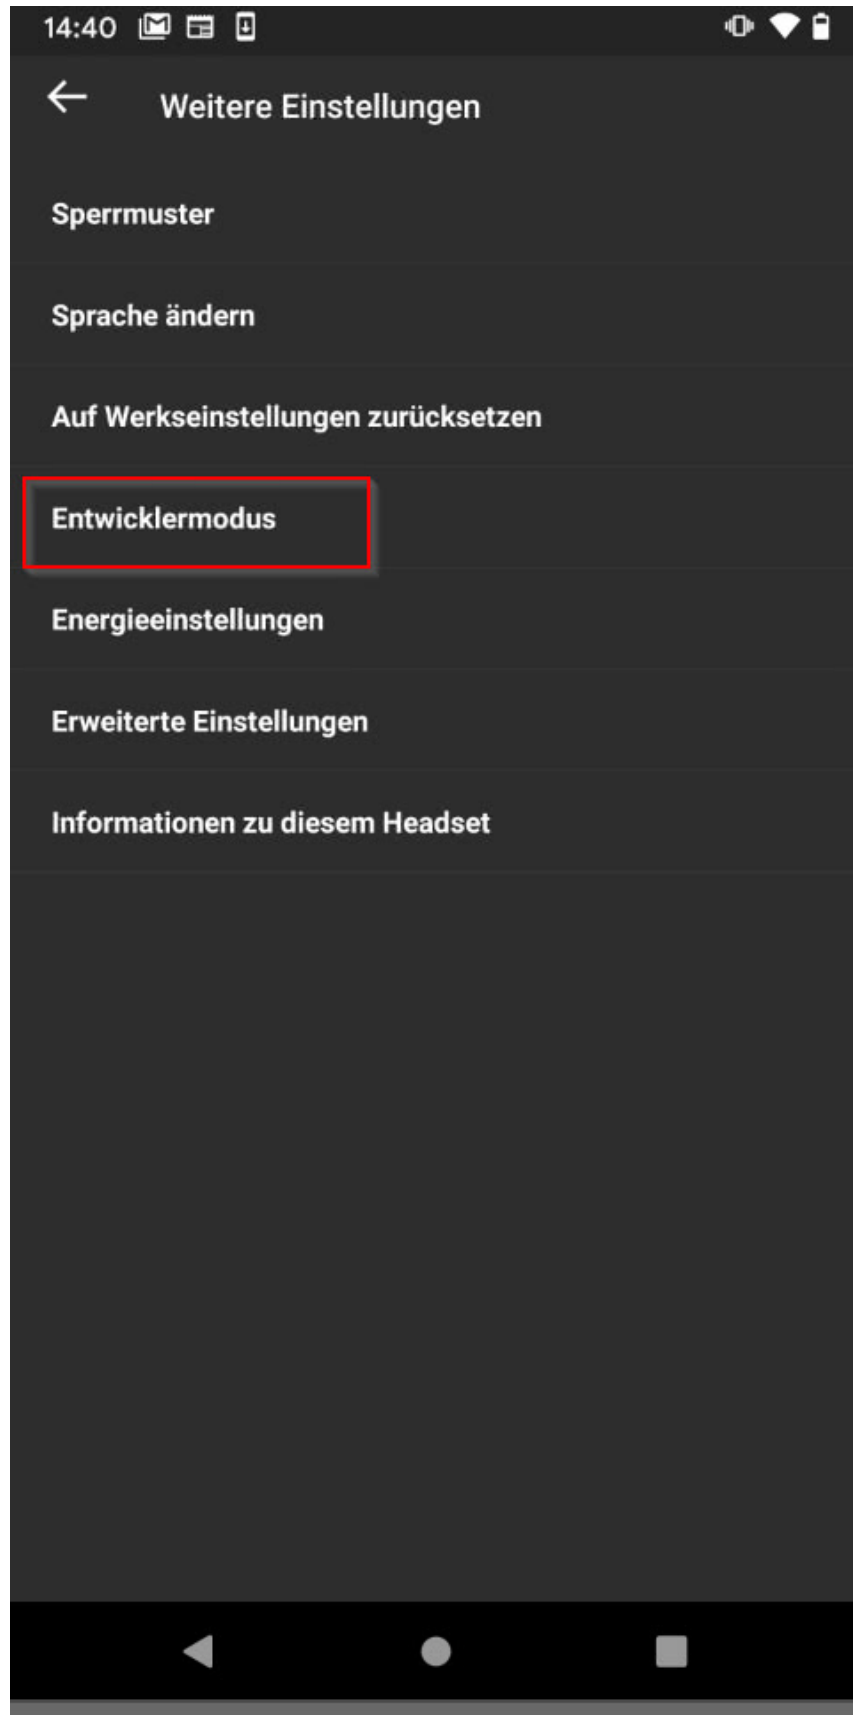 14:40
Weitere Einstellungen
Sperrmuster
Sprache ändern
Auf Werkseinstellungen zurücksetzen
Entwicklermodus
Energieeinstellungen
Erweiterte Einstellungen
Informationen zu diesem Headset